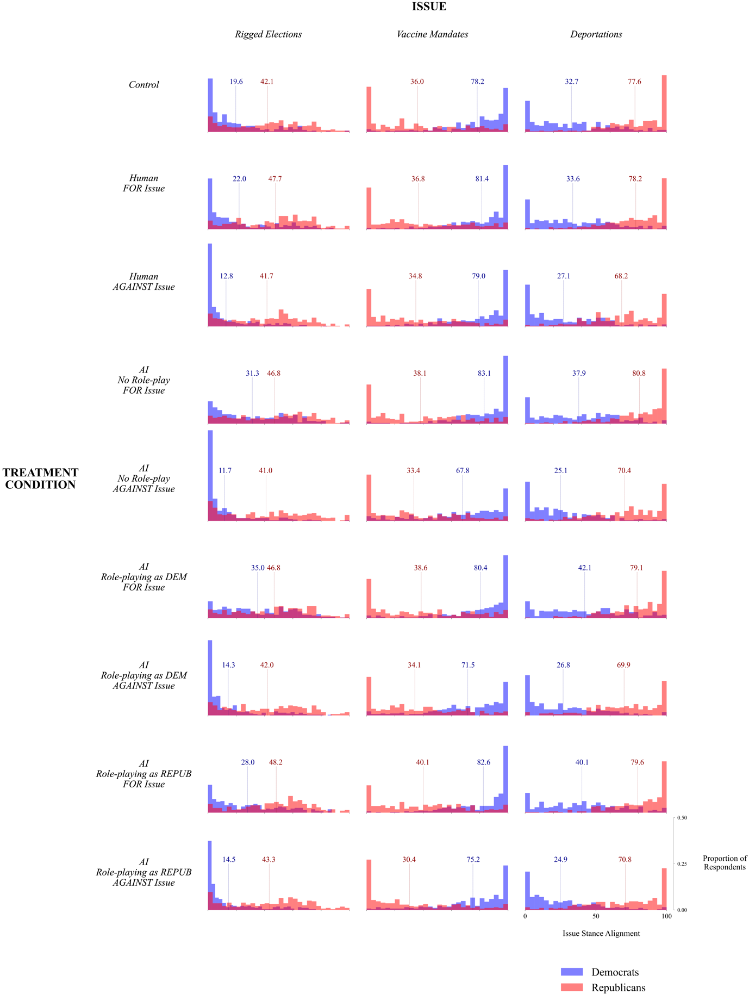 ISSUE
Rigged Elections Vaccine Mandates Deportations
Control
19.6 42.1 36.0 78.2 32.7 77.6
Human
FOR Issue
22.0 47.7 36.8 81.4 33.6 78.2
Human
AGAINST Issue
12.8 41.7 34.8 79.0 27.1 68.2
AI
No Role-play
FOR Issue
31.3 46.8 38.1 83.1 37.9 80.8
TREATMENT
CONDITION
AI
No Role-play
AGAINST Issue
11.7 41.0 33.4 67.8 25.1 70.4
AI
Role-playing as DEM
FOR Issue
35.0 46.8 38.6 80.4 42.1 79.1
AI
Role-playing as DEM
AGAINST Issue
14.3 42.0 34.1 71.5 26.8 69.9
AI
Role-playing as REPUB
FOR Issue
28.0 48.2 40.1 82.6 40.1 79.6
AI
Role-playing as REPUB
AGAINST Issue
14.5 43.3 30.4 75.2 24.9 70.8
0.50
0.25
0.00
Proportion of
Respondents
0 50 100
Issue Stance Alignment
Democrats
Republicans